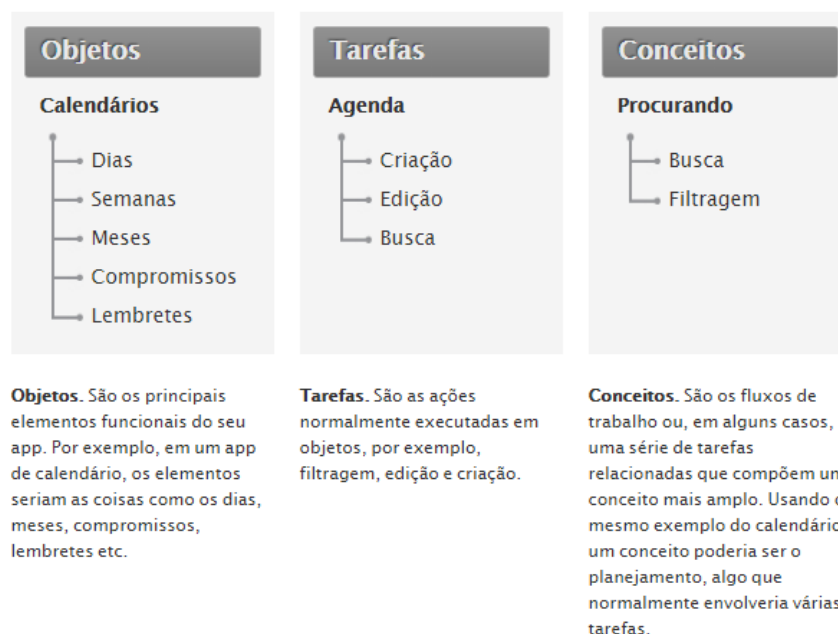 Objetos
Calendários
Dias
Semanas
Meses
Compromissos
Lembretes
Objetos. São os principais
elementos funcionais do seu
app. Por exemplo, em um app
de calendário, os elementos
seriam as coisas como os dias,
meses, compromissos,
lembretes etc.
Tarefas
Agenda
Criação
Edição
Busca
Tarefas. São as ações
normalmente executadas em
objetos, por exemplo,
filtragem, edição e criação.
Conceitos
Procurando
Busca
Filtragem
Conceitos. São os fluxos de
trabalho ou, em alguns casos,
uma série de tarefas
relacionadas que compõem
conceito mais amplo. Usando
mesmo exemplo do calendário
um conceito poderia ser o
planejamento, algo que
normalmente envolveria várias
tarefas.